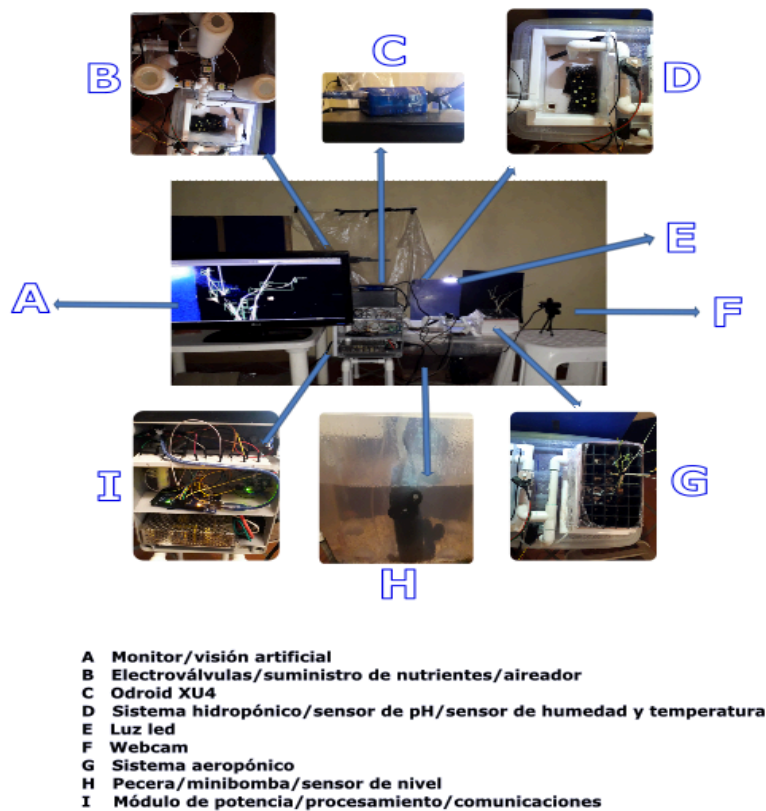 C
B
D
E
A
F
I
G
H
A Monitor/visión artificial
B Electroválvulas/suministro de nutrientes/aireador
C Odroid XU4
D Sistema hidropónico/sensor de pH/sensor de humedad y temperatura
E Luz led
F Webcam
G Sistema aeropónico
H Pecera/minibomba/sensor de nivel
I Módulo de potencia/procesamiento/comunicaciones